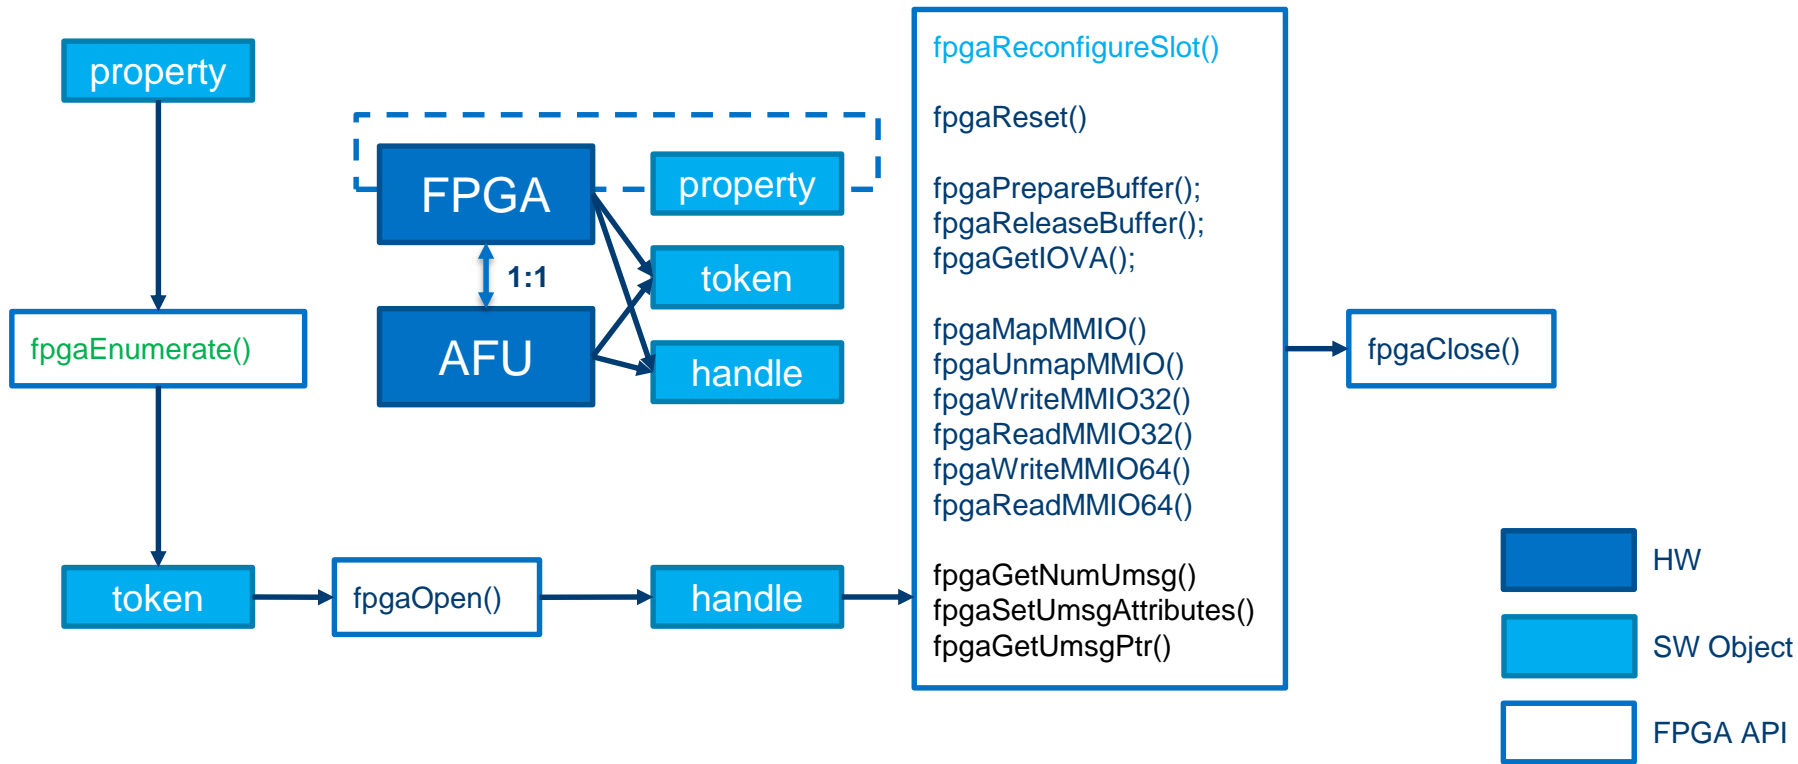 property
fpgaEnumerate()
token
fpgaOpen()
handle
FPGA
1:1
AFU
property
token
handle
fpgaReconfigureSlot()
fpgaReset()
fpgaPrepareBuffer();
fpgaReleaseBuffer();
fpgaGetIOVA();
fpgaMapMMIO()
fpgaUnmapMMIO()
fpgaWriteMMIO32()
fpgaReadMMIO32()
fpgaWriteMMIO64()
fpgaReadMMIO64()
fpgaGetNumUmsg()
fpgaSetUmsgAttributes()
fpgaGetUmsgPtr()
fpgaClose()
HW
SW Object
FPGA API